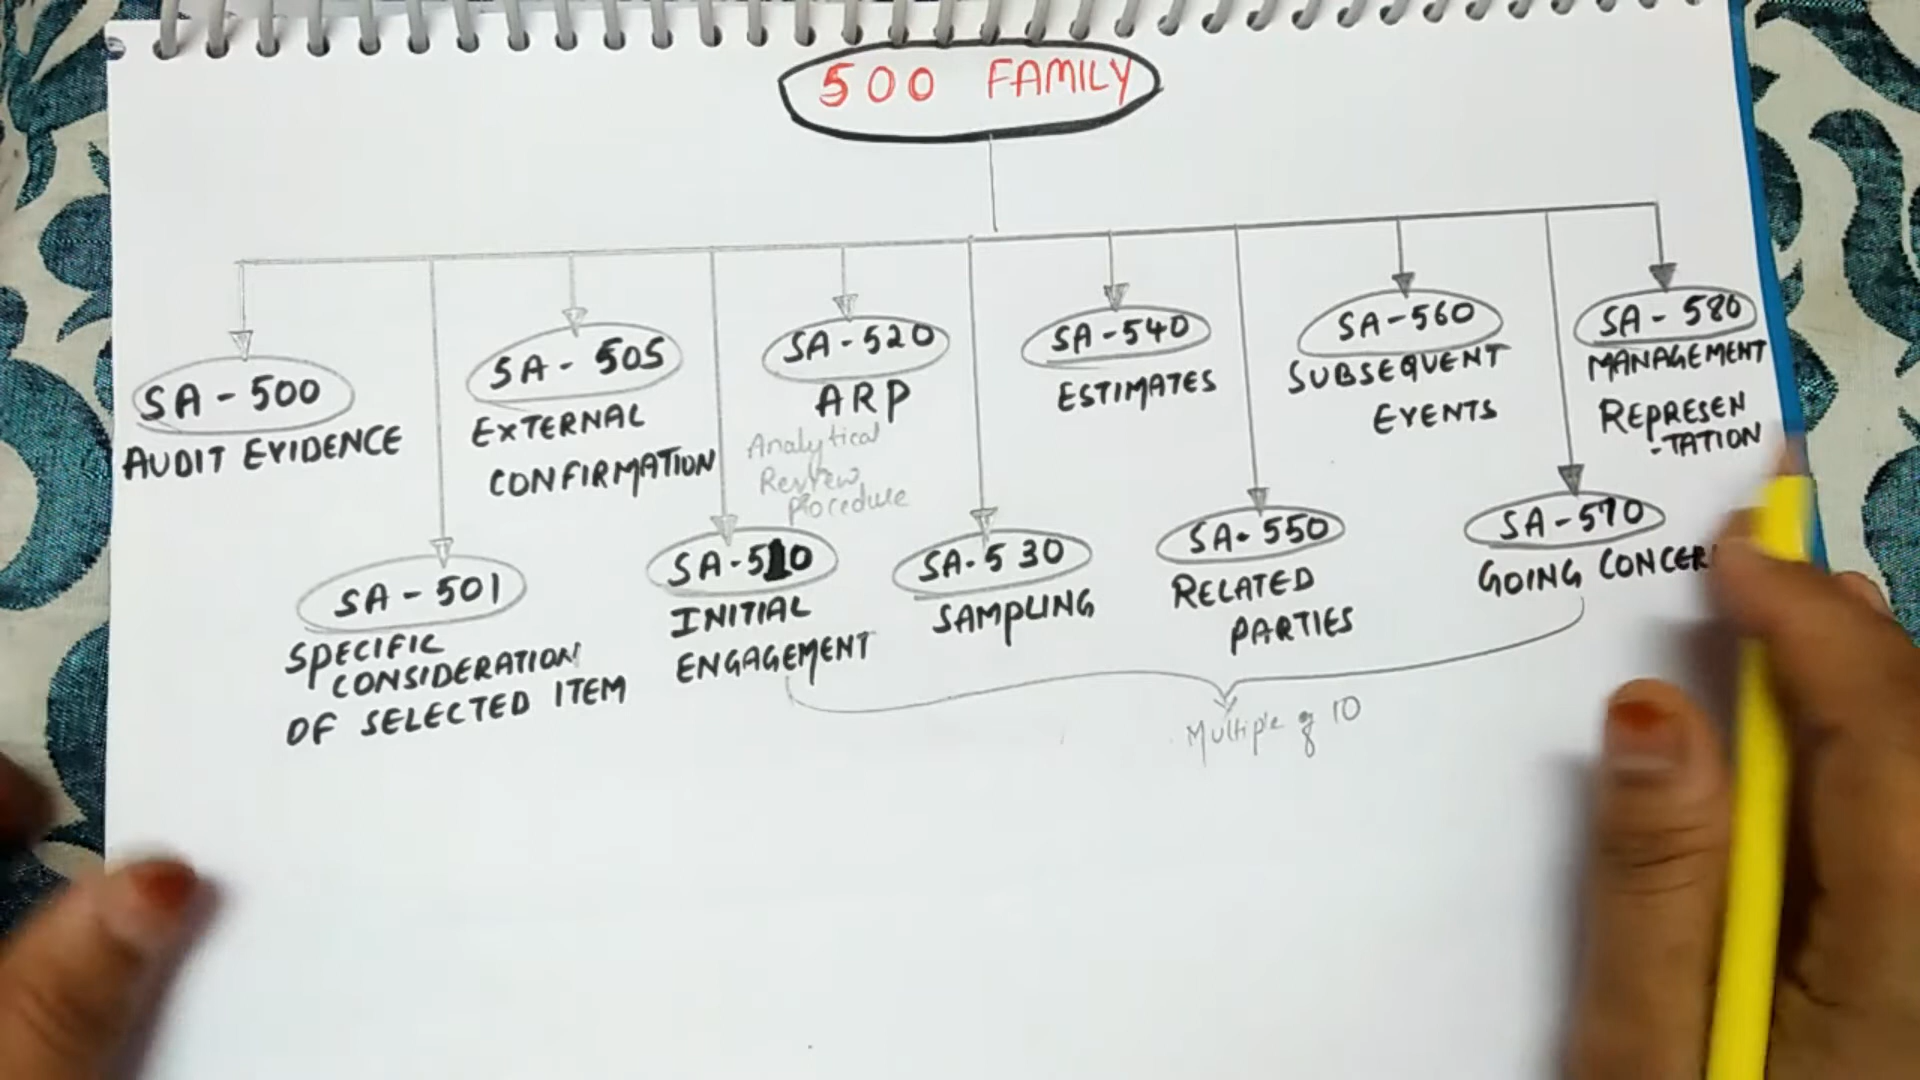 500 FAMILY
SA-500
AUDIT EVIDENCE
SA-501
SPECIFIC
CONSIDERATION
OF SELECTED ITEM
SA-505
EXTERNAL
CONFIRMATION
SA-510
INITIAL
ENGAGEMENT
SA-520
ARP
Analytical
Review
Procedure
SA-530
SAMPLING
SA-540
ESTIMATES
SA-550
RELATED
PARTIES
SA-560
SUBSEQUENT
EVENTS
SA-570
GOING CONCER
SA-580
MANAGEMENT
REPRESEN
-TATION
Multiple of 10